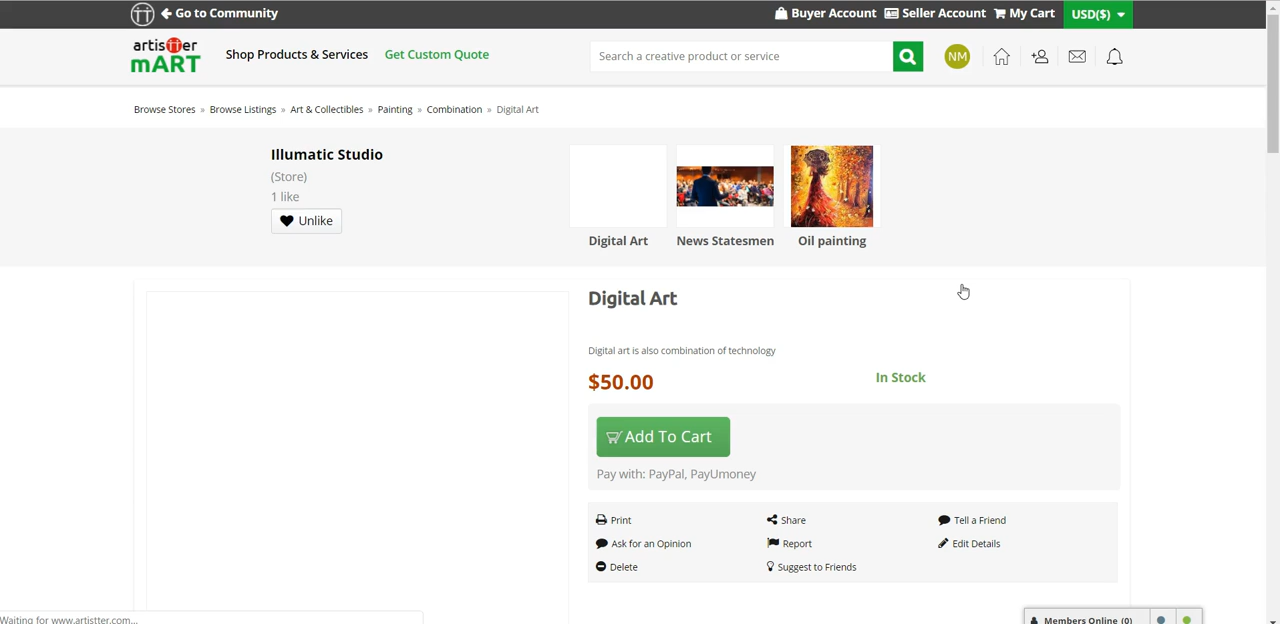 Go to Community
Buyer Account Seller Account My Cart USD($)
artistter
mART
Shop Products & Services Get Custom Quote
Search a creative product or service
NM
Browse Stores » Browse Listings » Art & Collectibles » Painting » Combination » Digital Art
Illumatic Studio
(Store)
1 like
Unlike
Digital Art News Statesmen Oil painting
Digital Art
Digital art is also combination of technology
$50.00 In Stock
Add To Cart
Pay with: PayPal, PayUmoney
Print Share Tell a Friend
Ask for an Opinion Report Edit Details
Delete Suggest to Friends
Waiting for www.artistter.com...
Members Online (0)